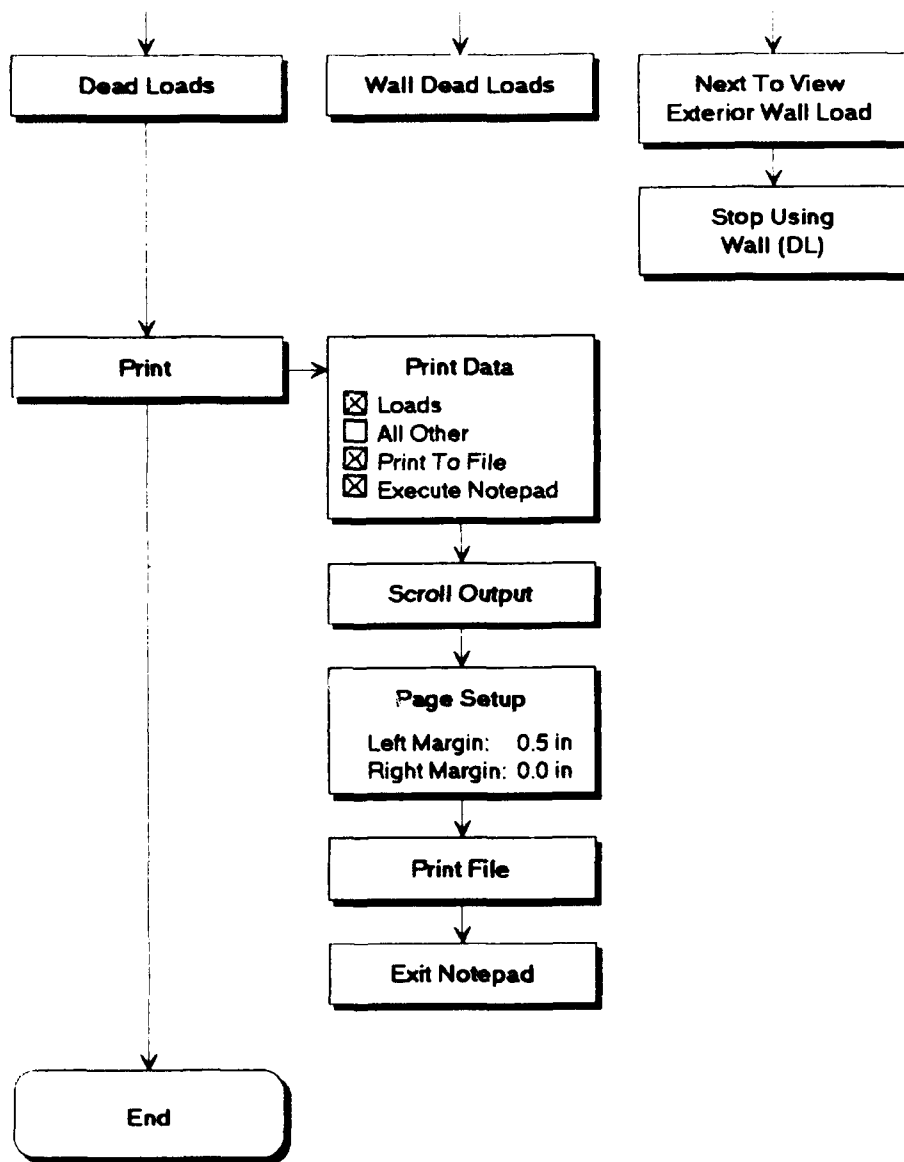 Dead Loads
Wall Dead Loads
Next To View
Exterior Wall Load
Stop Using
Wall (DL)
Print
Print Data
Loads
All Other
Print To File
Execute Notepad
Scroll Output
Page Setup
Left Margin: 0.5 in
Right Margin: 0.0 in
Print File
Exit Notepad
End